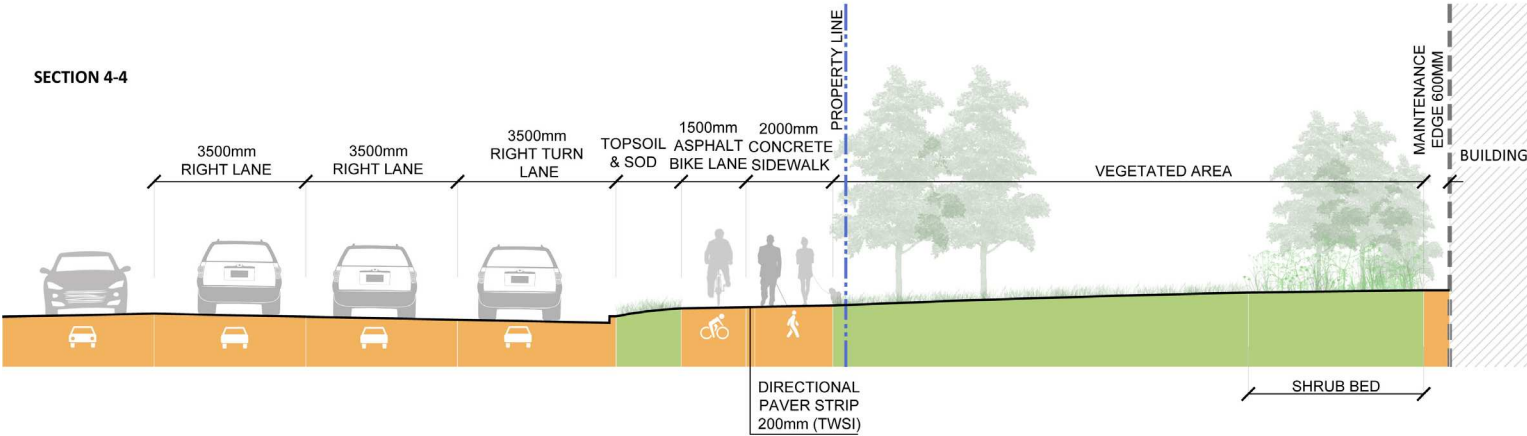 SECTION 4-4
3500mm
RIGHT LANE
3500mm
RIGHT LANE
3500mm
RIGHT TURN
LANE
TOPSOIL
& SOD
1500mm
ASPHALT
BIKE LANE
2000mm
CONCRETE
SIDEWALK
PROPERTY LINE
VEGETATED AREA
MAINTENANCE
EDGE 600MM
BUILDING
DIRECTIONAL
PAVER STRIP
200mm (TWSI)
SHRUB BED